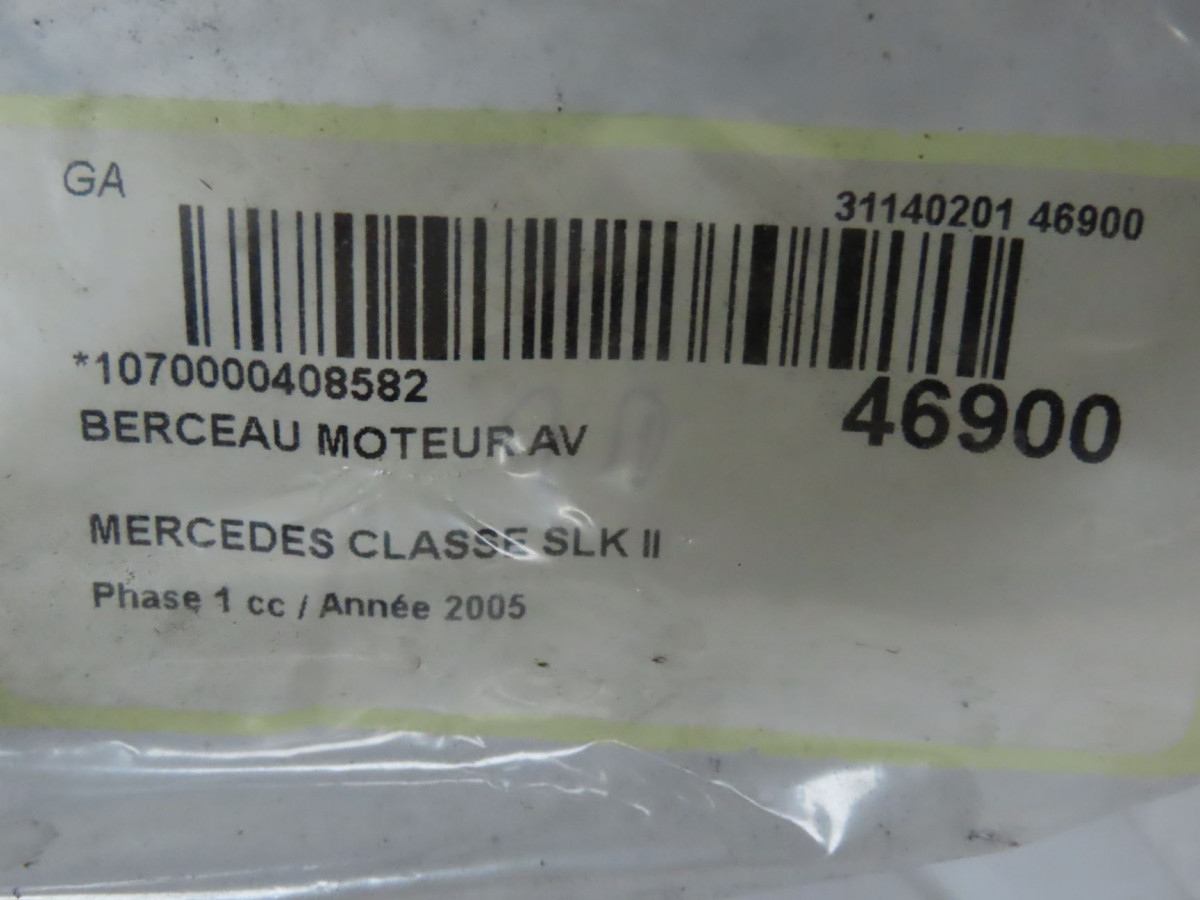 GA
31140201 46900
*1070000408582
46900
BERCEAU MOTEUR AV
MERCEDES CLASSE SLK II
Phase 1 cc / Année 2005